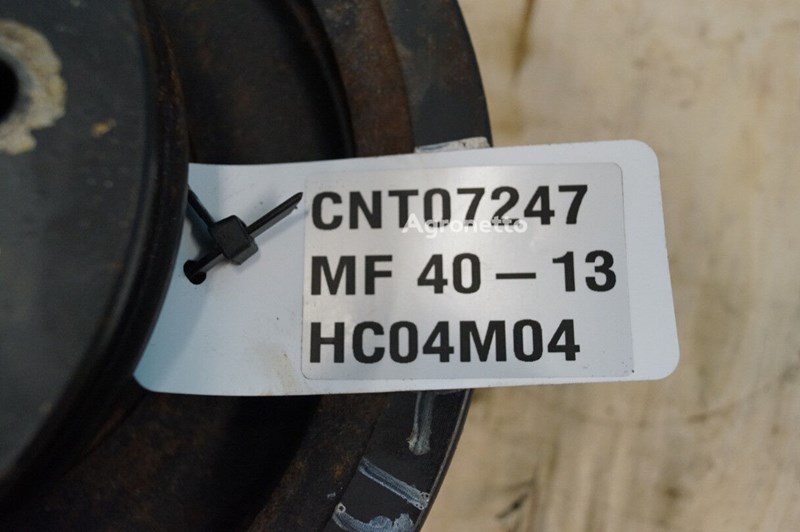 CNT07247
Agronetto
MF 40 – 13
HC04M04